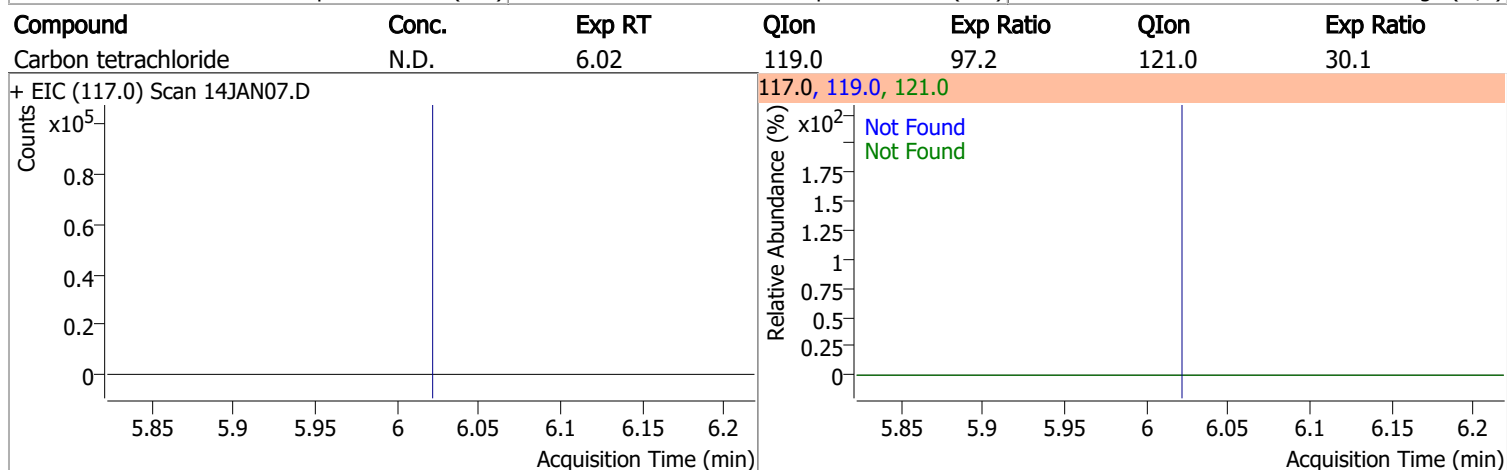 Compound Conc. Exp RT QIon Exp Ratio QIon Exp Ratio
Carbon tetrachloride N.D. 6.02 119.0 97.2 121.0 30.1
+ EIC (117.0) Scan 14JAN07.D
Counts
x10^5
0.8
0.6
0.4
0.2
0
5.85 5.9 5.95 6 6.05 6.1 6.15 6.2
Acquisition Time (min)
117.0, 119.0, 121.0
Relative Abundance (%)
x10^2
Not Found
Not Found
1.75
1.5
1.25
1
0.75
0.5
0.25
0
5.85 5.9 5.95 6 6.05 6.1 6.15 6.2
Acquisition Time (min)